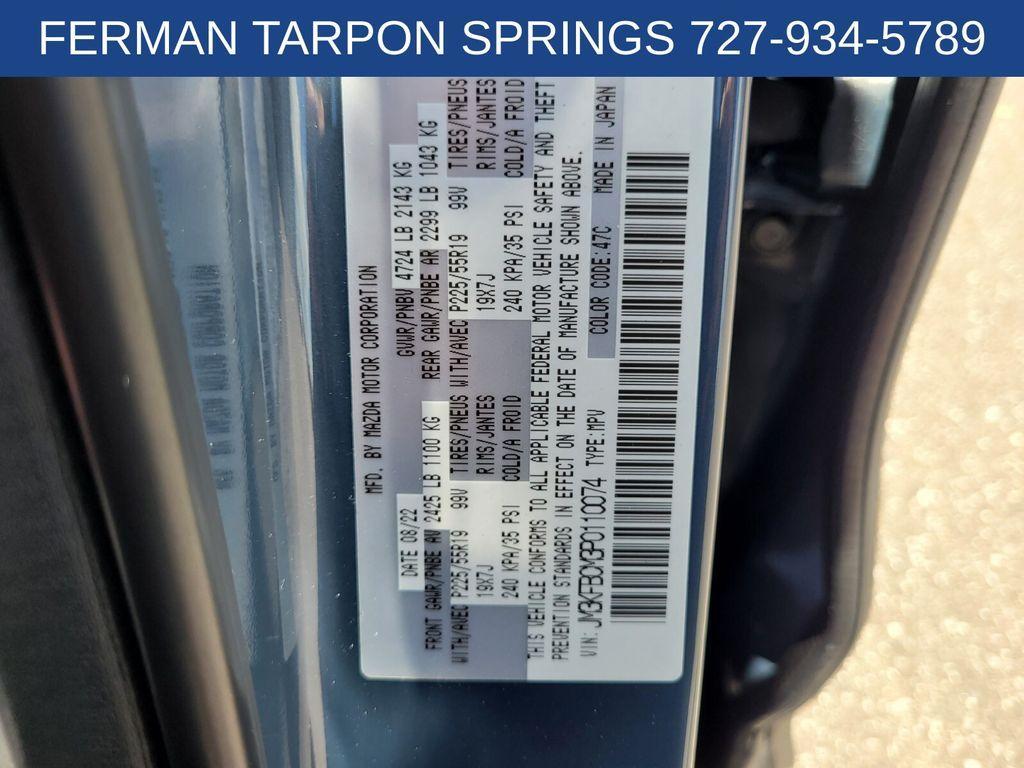 FERMAN TARPON SPRINGS 727-934-5789
MFD. BY MAZDA MOTOR CORPORATION
DATE 08/22 GVWR/PNBV 4724 LB 2143 KG
FRONT GAWR/PNBE AV 2425 LB 1100 KG REAR GAWR/PNBE AR 2299 LB 1043 KG
WITH/AVEC P225/55R19 99V TIRES/PNEUS WITH/AVEC P225/55R19 99V TIRES/PNEUS
19X7J RIMS/JANTES 19X7J RIMS/JANTES
240 KPA/35 PSI COLD/A FROID 240 KPA/35 PSI COLD/A FROID
THIS VEHICLE CONFORMS TO ALL APPLICABLE FEDERAL MOTOR VEHICLE SAFETY AND THEFT
PREVENTION STANDARDS IN EFFECT ON THE DATE OF MANUFACTURE SHOWN ABOVE.
VIN: JM3KFBXM3P0110074 TYPE:MPV COLOR CODE:47C MADE IN JAPAN